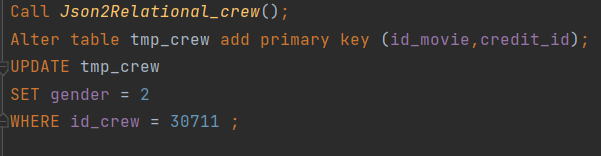 Call Json2Relational_crew();
Alter table tmp_crew add primary key (id_movie,credit_id);
UPDATE tmp_crew
SET gender = 2
WHERE id_crew = 30711 ;